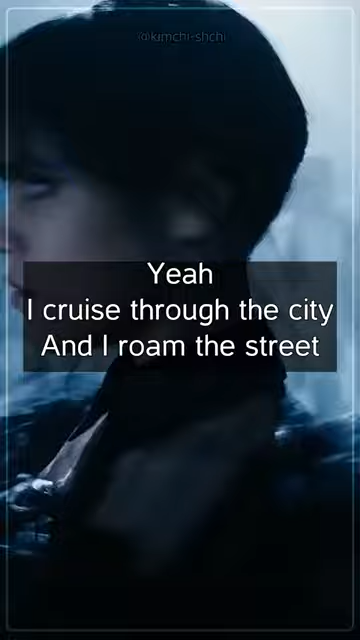 @kimchi-shchi
Yeah
I cruise through the city
And I roam the street